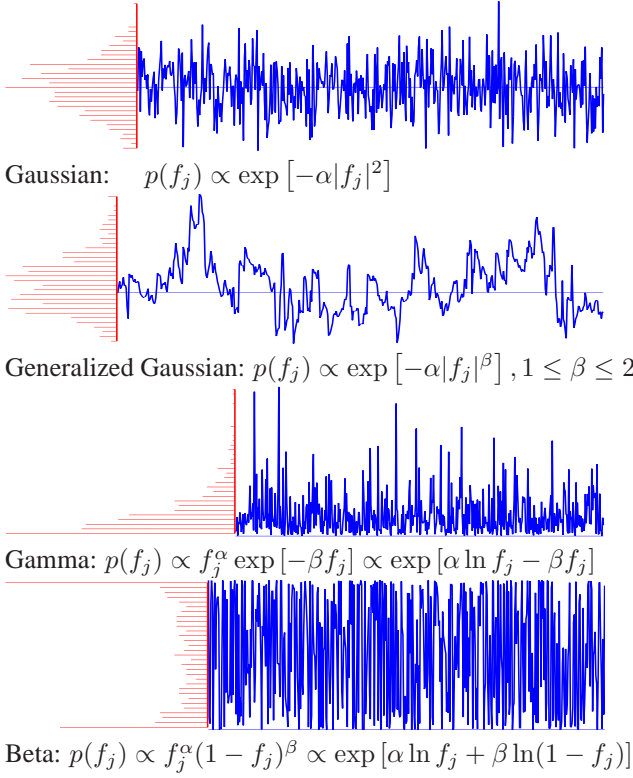 Gaussian: p(f_j) ∝ exp [−α|f_j|^2]
Generalized Gaussian: p(f_j) ∝ exp [−α|f_j|^β] , 1 ≤ β ≤ 2
Gamma: p(f_j) ∝ f_j^α exp [−βf_j] ∝ exp [α ln f_j − βf_j]
Beta: p(f_j) ∝ f_j^α(1 − f_j)^β ∝ exp [α ln f_j + β ln(1 − f_j)]